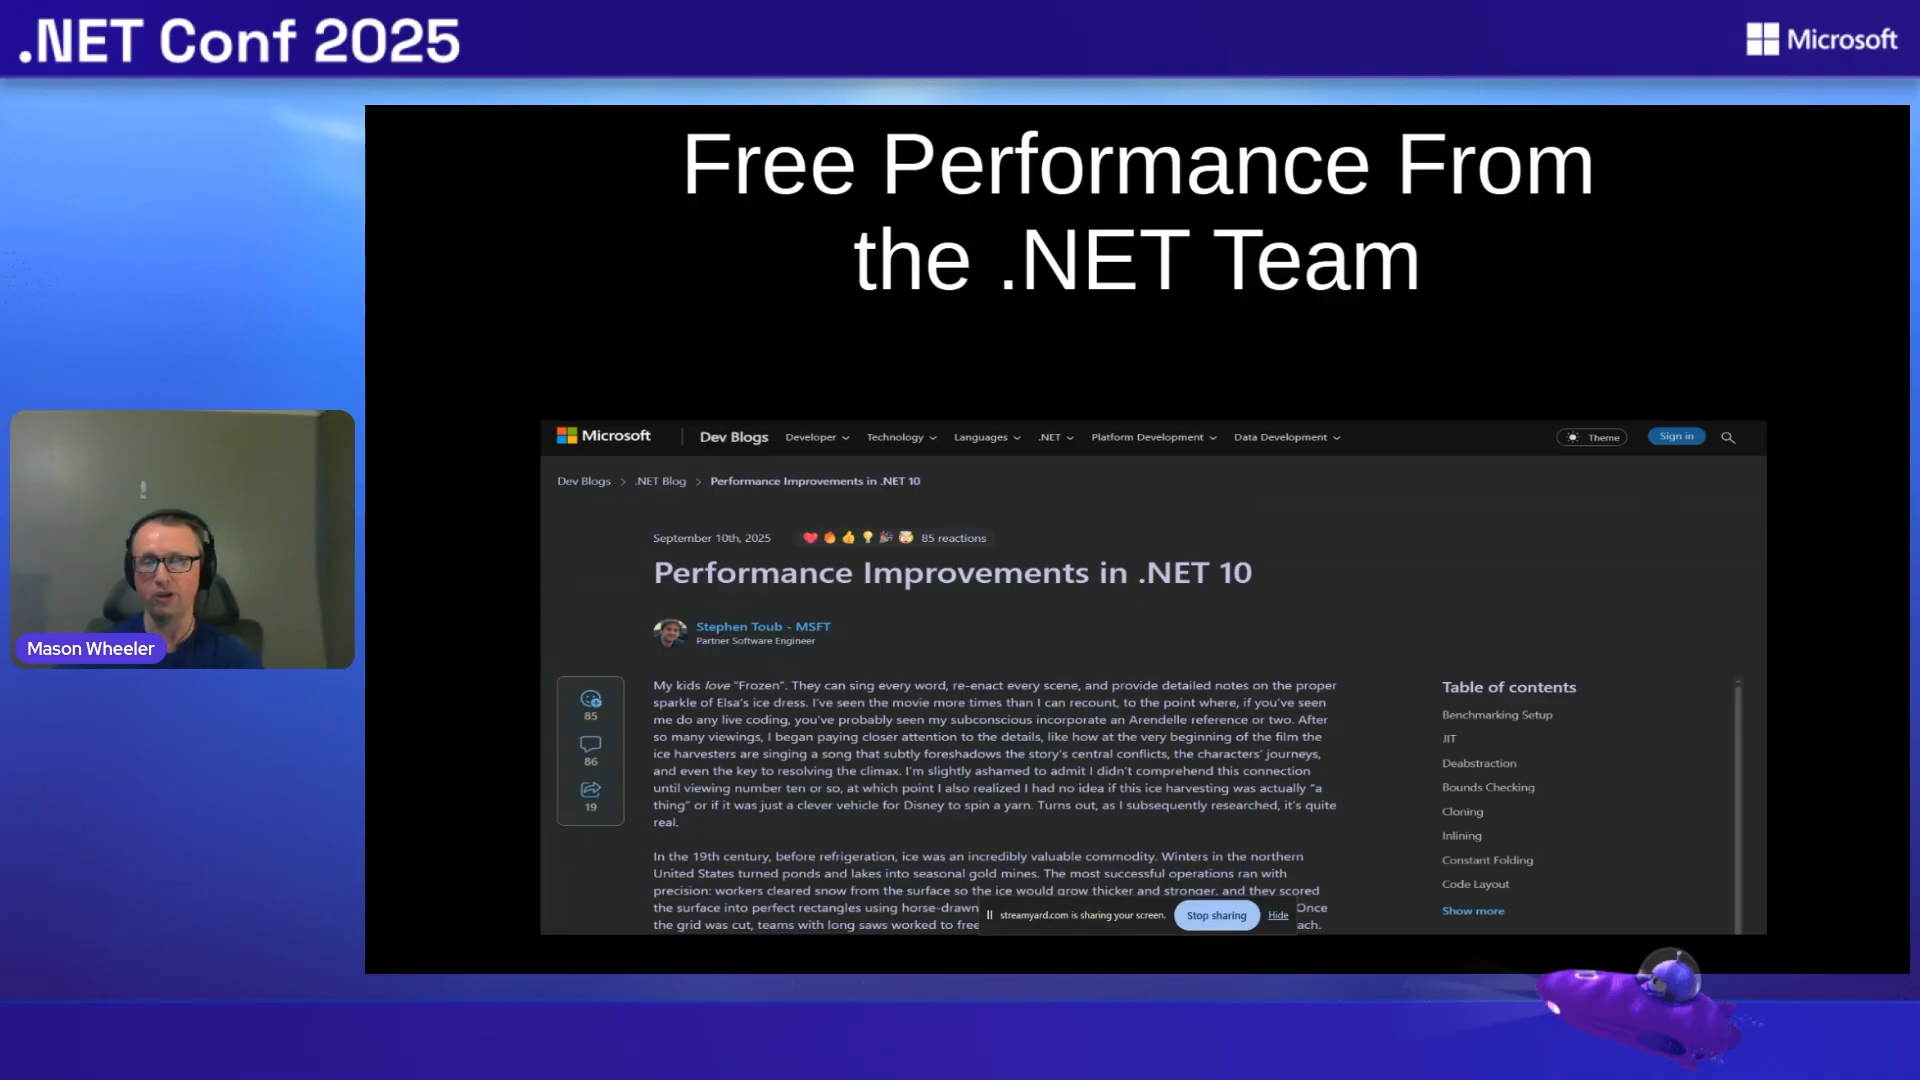 .NET Conf 2025
Microsoft
Free Performance From
the .NET Team
Microsoft
Dev Blogs
Developer
Technology
Languages
.NET
Platform Development
Data Development
Theme
Sign in
Dev Blogs > .NET Blog > Performance Improvements in .NET 10
September 10th, 2025
85 reactions
Performance Improvements in .NET 10
Stephen Toub - MSFT
Partner Software Engineer
85
86
19
My kids love “Frozen”. They can sing every word, re-enact every scene, and provide detailed notes on the proper
sparkle of Elsa’s ice dress. I’ve seen the movie more times than I can recount, to the point where, if you’ve seen
me do any live coding, you’ve probably seen my subconscious incorporate an Arendelle reference or two. After
so many viewings, I began paying closer attention to the details, like how at the very beginning of the film the
ice harvesters are singing a song that subtly foreshadows the story’s central conflicts, the characters’ journeys,
and even the key to resolving the climax. I’m slightly ashamed to admit I didn’t comprehend this connection
until viewing number ten or so, at which point I also realized I had no idea if this ice harvesting was actually “a
thing” or if it was just a clever vehicle for Disney to spin a yarn. Turns out, as I subsequently researched, it’s quite
real.
In the 19th century, before refrigeration, ice was an incredibly valuable commodity. Winters in the northern
United States turned ponds and lakes into seasonal gold mines. The most successful operations ran with
precision: workers cleared snow from the surface so the ice would grow thicker and stronger, and they scored
the surface into perfect rectangles using horse-drawn
Once
the grid was cut, teams with long saws worked to free
ach.
Table of contents
Benchmarking Setup
JIT
Deabstraction
Bounds Checking
Cloning
Inlining
Constant Folding
Code Layout
Show more
streamyard.com is sharing your screen.
Stop sharing
Hide
Mason Wheeler